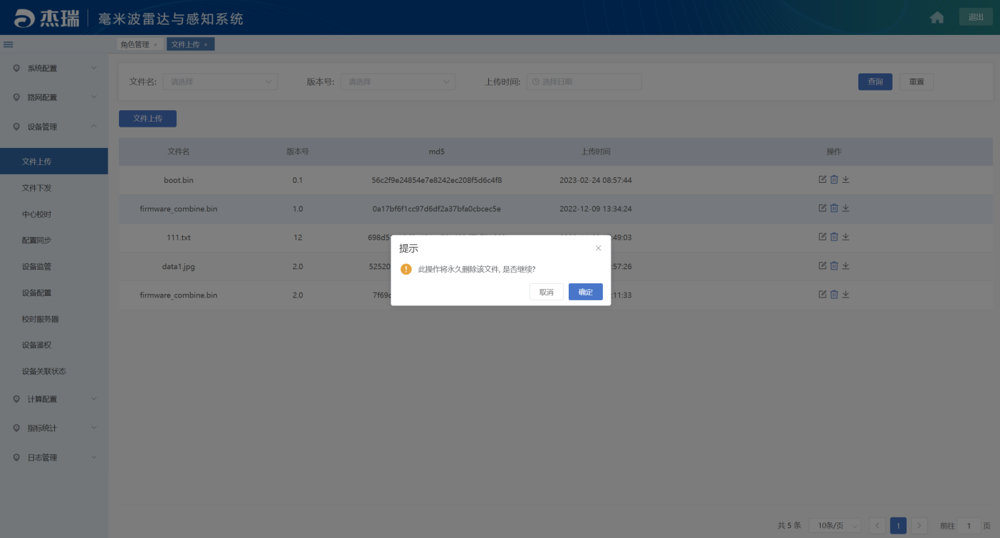 杰瑞 毫米波雷达与感知系统 退出
角色管理 × 文件上传 ×
系统配置
路网配置
设备管理
文件上传
文件下发
中心校时
配置同步
设备监管
设备配置
校时服务器
设备鉴权
设备关联状态
计算配置
指标统计
日志管理
文件名: 请选择 版本号: 请选择 上传时间: 选择日期 查询 重置
文件上传
文件名 版本号 md5 上传时间 操作
boot.bin 0.1 56c2f9e24854e7e8242ec208f5d6c4f8 2023-02-24 08:57:44
firmware_combine.bin 1.0 0a17bf6f1cc97d6df2a37bfa0cbcec5e 2022-12-09 13:34:24
111.txt 12 698d5 :49:03
data1.jpg 2.0 52520 :57:26
firmware_combine.bin 2.0 7f69 :11:33
提示
此操作将永久删除该文件, 是否继续?
取消 确定
共 5 条 10条/页 1 前往 1 页